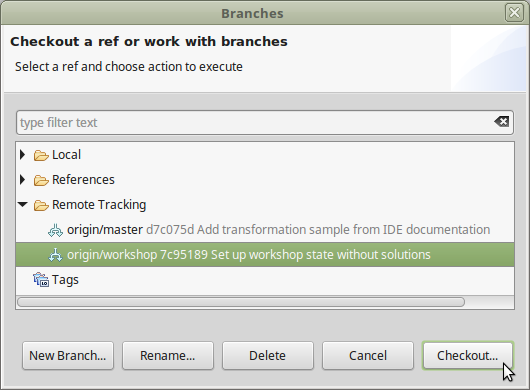 Branches
Checkout a ref or work with branches
Select a ref and choose action to execute
type filter text
Local
References
Remote Tracking
origin/master d7c075d Add transformation sample from IDE documentation
origin/workshop 7c95189 Set up workshop state without solutions
Tags
New Branch... Rename... Delete Cancel Checkout...